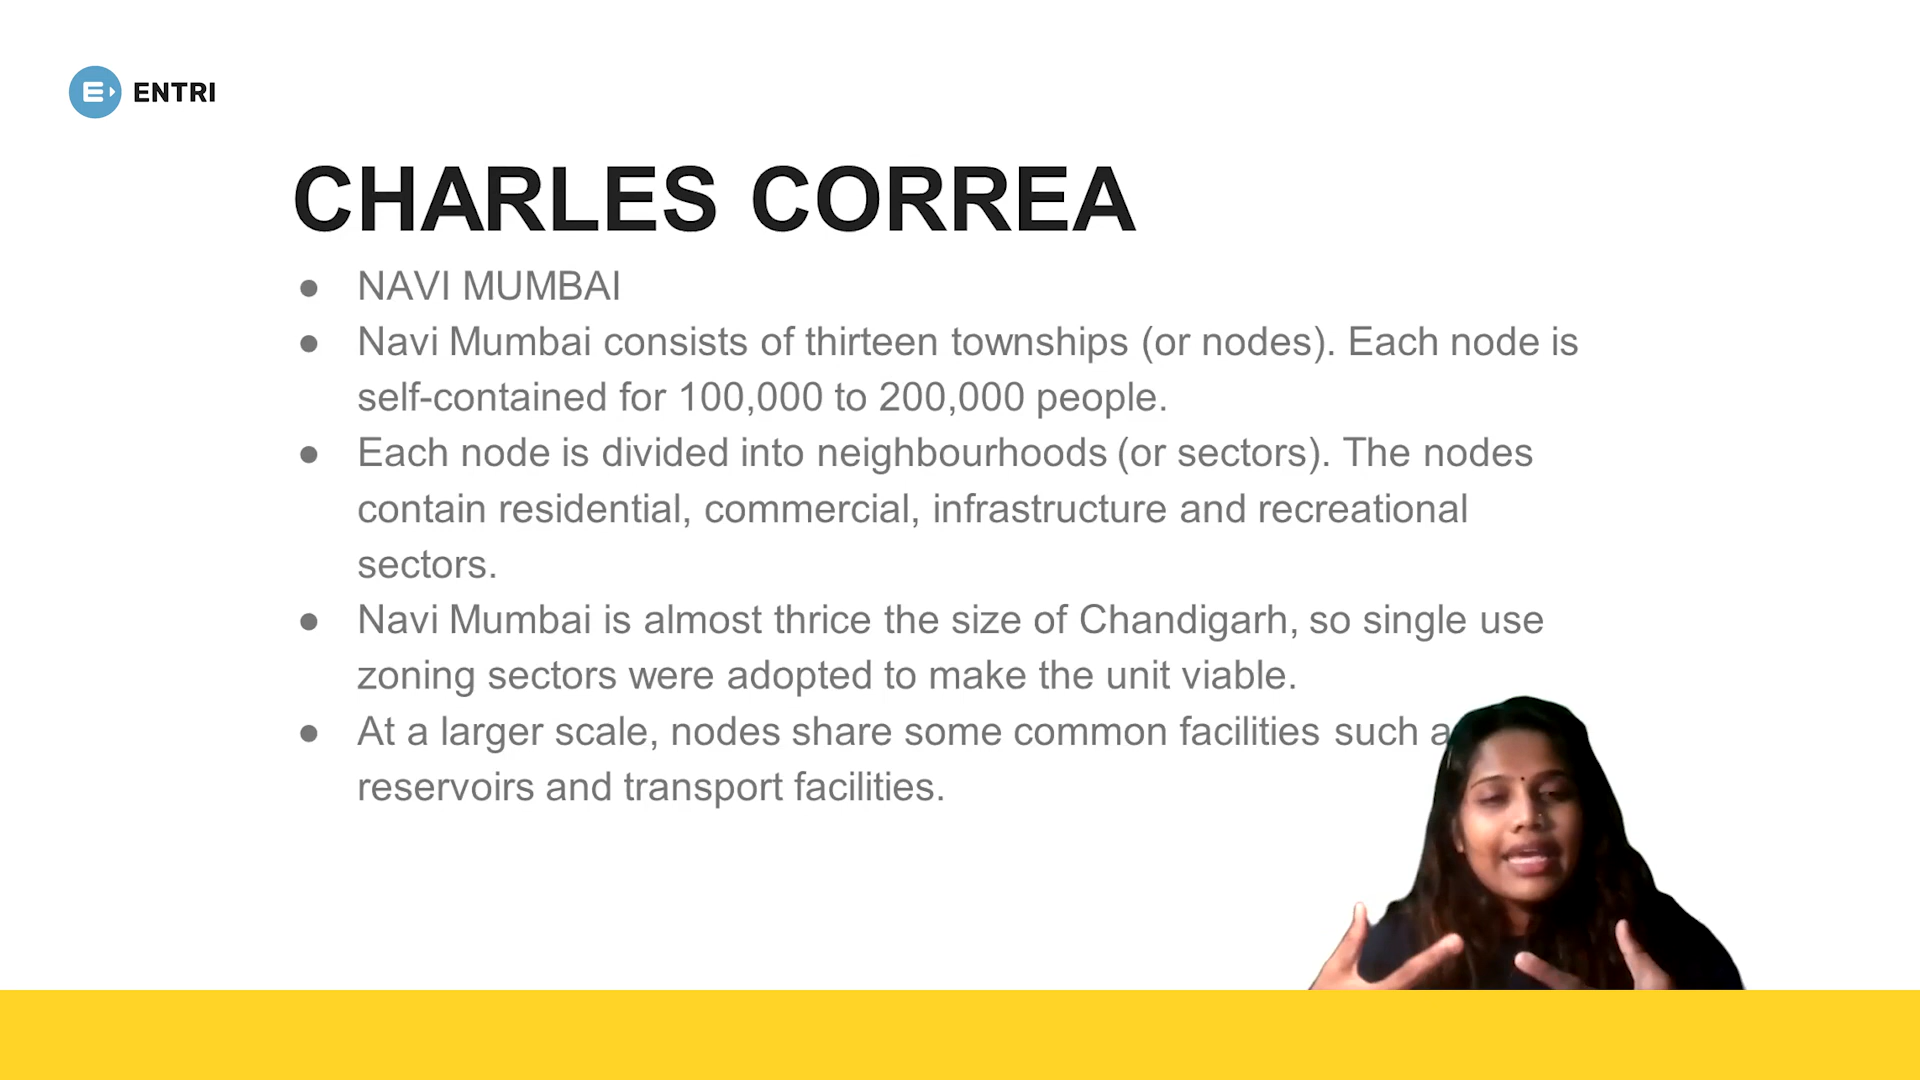 ENTRI
CHARLES CORREA
● NAVI MUMBAI
● Navi Mumbai consists of thirteen townships (or nodes). Each node is
self-contained for 100,000 to 200,000 people.
● Each node is divided into neighbourhoods (or sectors). The nodes
contain residential, commercial, infrastructure and recreational
sectors.
● Navi Mumbai is almost thrice the size of Chandigarh, so single use
zoning sectors were adopted to make the unit viable.
● At a larger scale, nodes share some common facilities such
reservoirs and transport facilities.